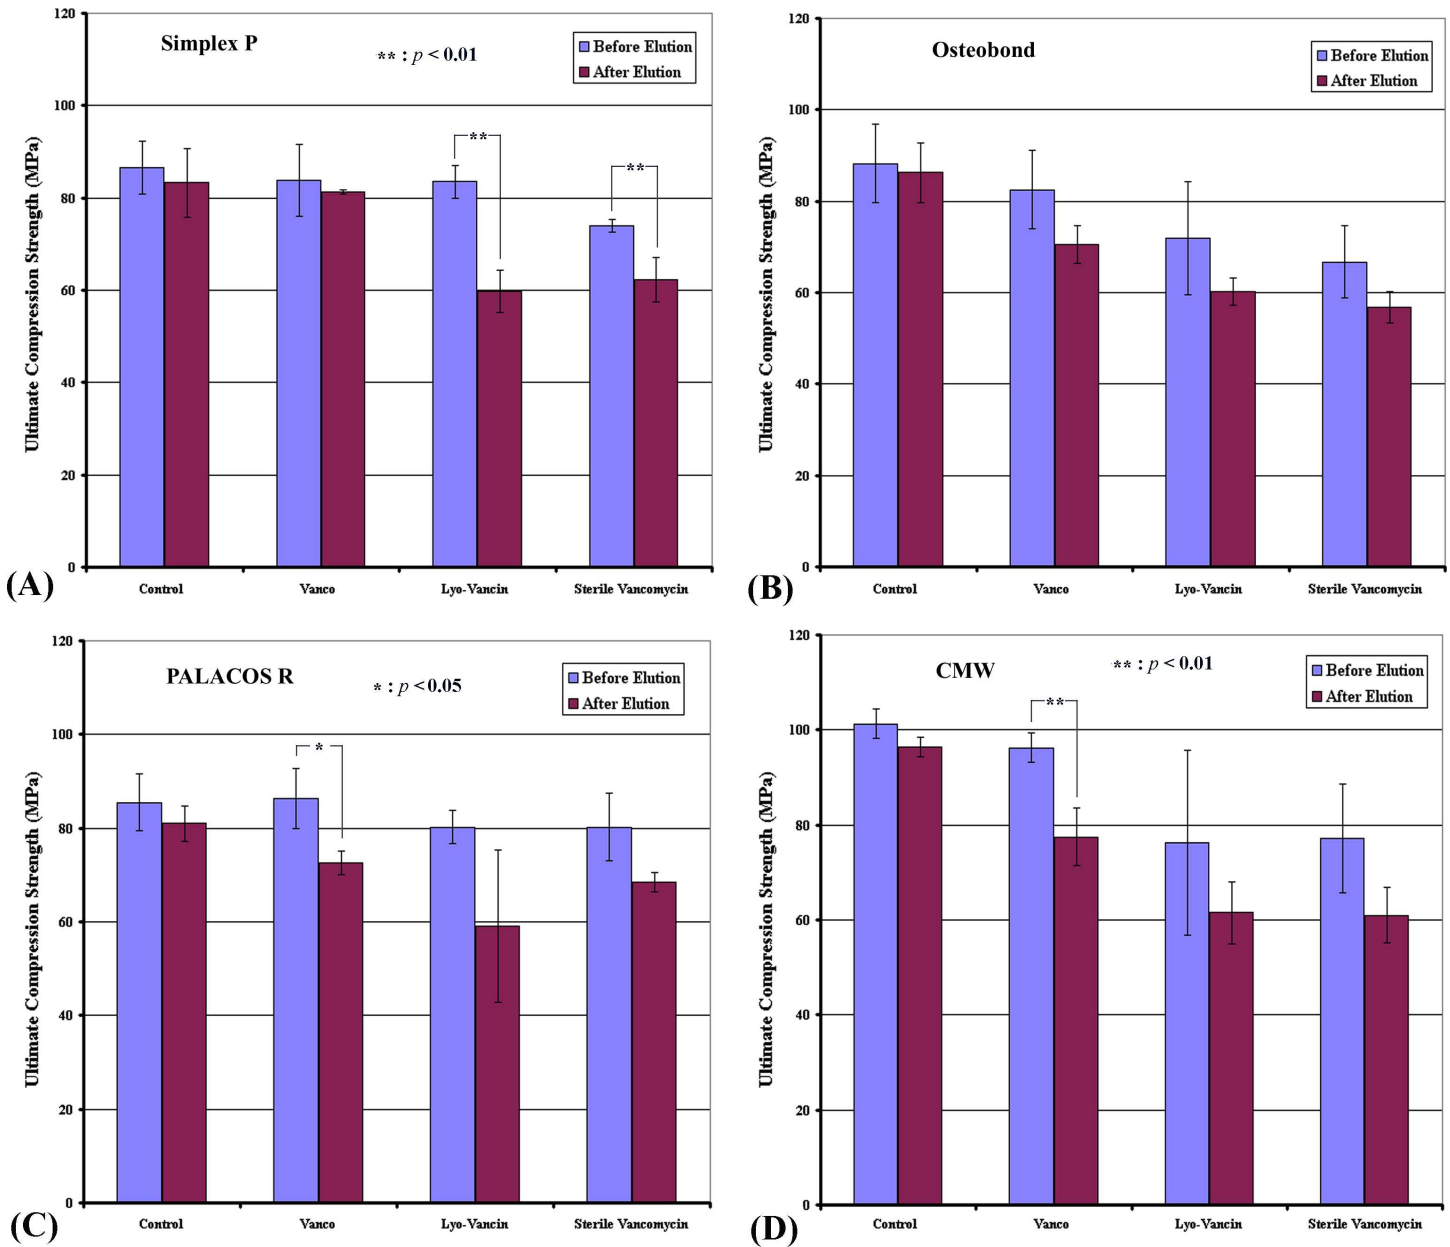 Simplex P
** : p < 0.01
Before Elution
After Elution
Ultimate Compression Strength (MPa)
120
100
80
60
40
20
0
Control
Vanco
Lyo-Vancin
Sterile Vancomycin
**
**
(A)
Osteobond
Before Elution
After Elution
Ultimate Compression Strength (MPa)
120
100
80
60
40
20
0
Control
Vanco
Lyo-Vancin
Sterile Vancomycin
(B)
PALACOS R
* : p < 0.05
Before Elution
After Elution
Ultimate Compression Strength (MPa)
120
100
80
60
40
20
0
Control
Vanco
Lyo-Vancin
Sterile Vancomycin
*
(C)
CMW
** : p < 0.01
Before Elution
After Elution
Ultimate Compression Strength (MPa)
120
100
80
60
40
20
0
Control
Vanco
Lyo-Vancin
Sterile Vancomycin
**
(D)